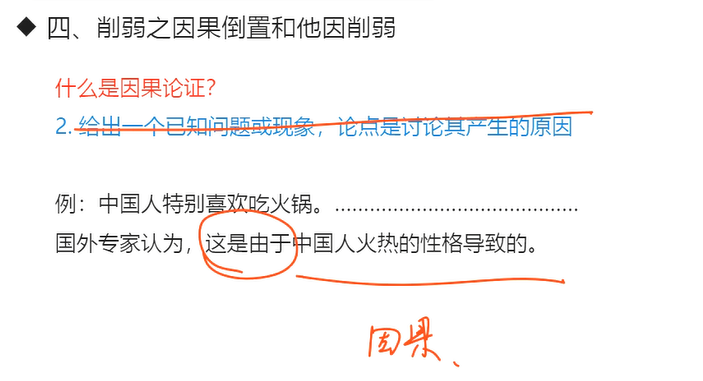 ◆ 四、削弱之因果倒置和他因削弱
什么是因果论证？
2. 给出一个已知问题或现象，论点是讨论其产生的原因
例：中国人特别喜欢吃火锅。..........................................
国外专家认为，这是由于中国人火热的性格导致的。
因果、